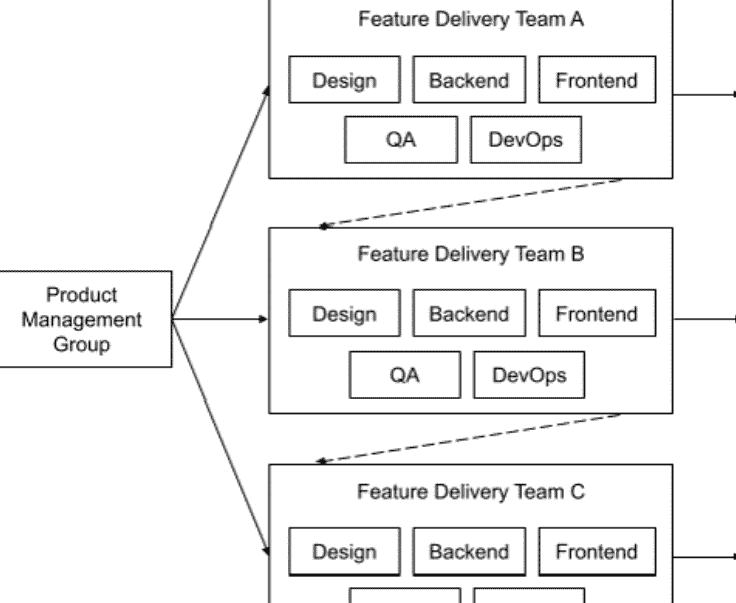 Feature Delivery Team A
Design Backend Frontend
QA DevOps
Product
Management
Group
Feature Delivery Team B
Design Backend Frontend
QA DevOps
Feature Delivery Team C
Design Backend Frontend